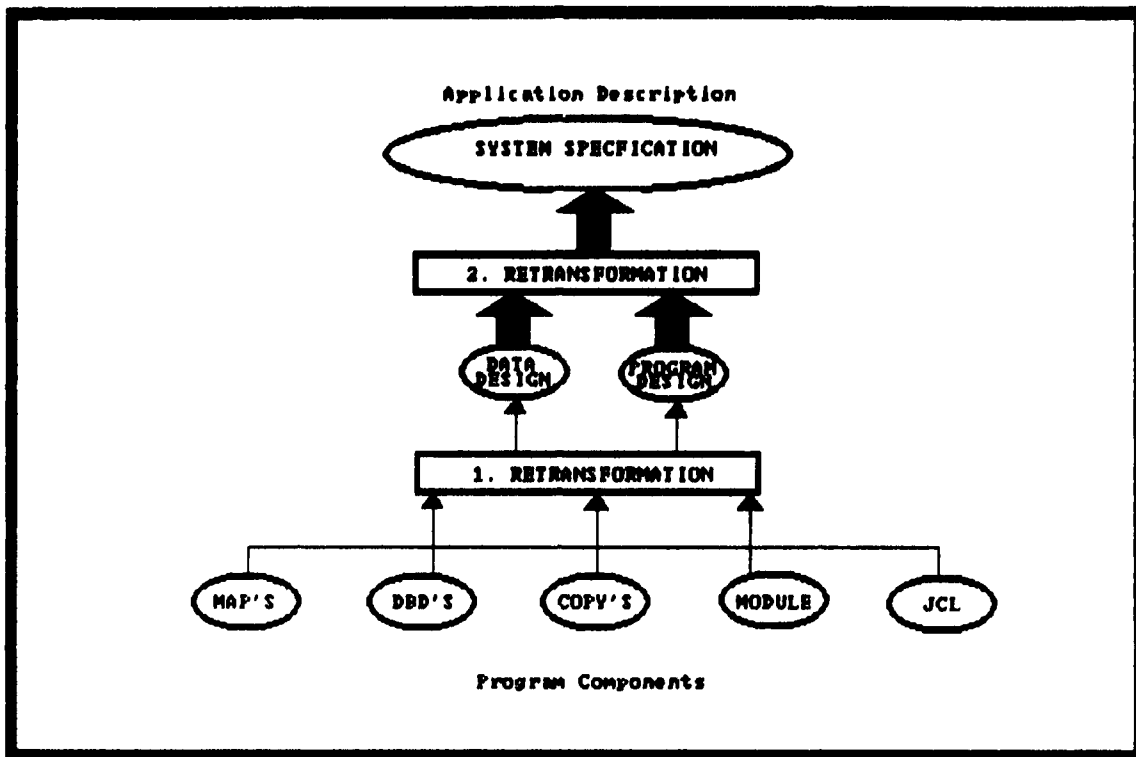 Application Description
SYSTEM SPECFICATION
2. RETRANSFORMATION
DATA
DESIGN
PROGRAM
DESIGN
1. RETRANSFORMATION
MAP'S
DBD'S
COPY'S
MODULE
JCL
Program Components